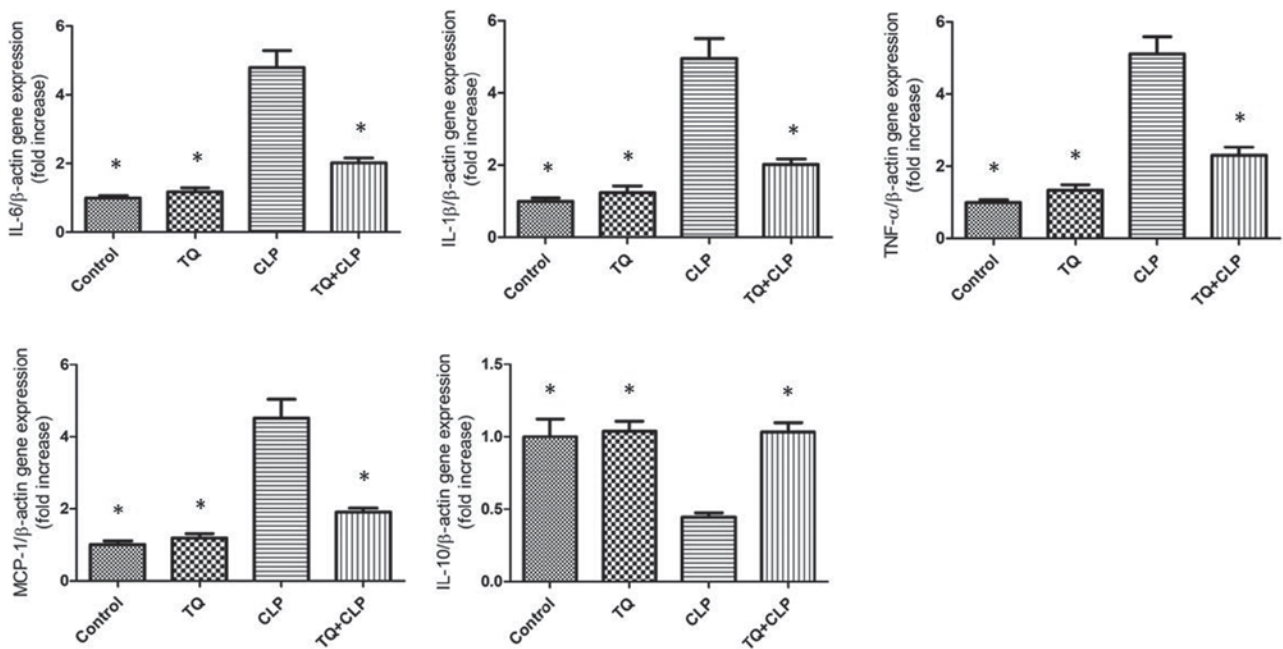 IL-6/β-actin gene expression
(fold increase)
6
4
2
0
*
*
*
Control
TQ
CLP
TQ+CLP
IL-1β/β-actin gene expression
(fold increase)
6
4
2
0
*
*
*
Control
TQ
CLP
TQ+CLP
TNF-α/β-actin gene expression
(fold increase)
6
4
2
0
*
*
*
Control
TQ
CLP
TQ+CLP
MCP-1/β-actin gene expression
(fold increase)
6
4
2
0
*
*
*
Control
TQ
CLP
TQ+CLP
IL-10/β-actin gene expression
(fold increase)
1.5
1.0
0.5
0.0
*
*
*
Control
TQ
CLP
TQ+CLP